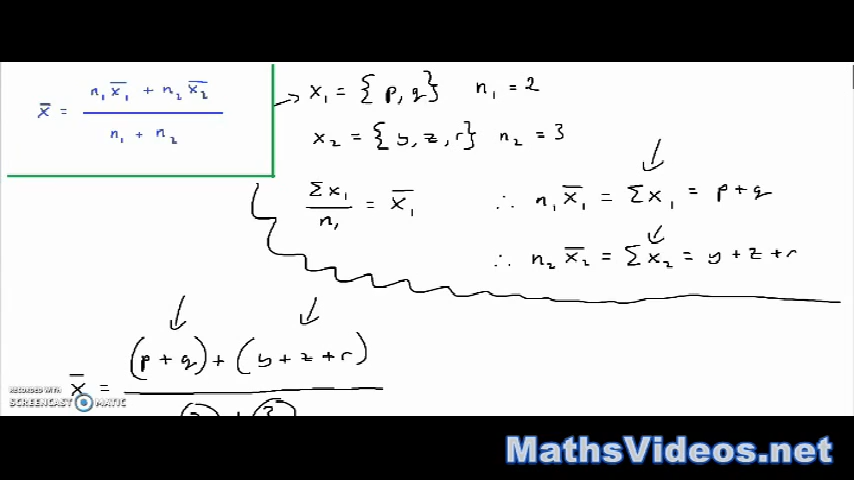 x̄ = (n₁x̄₁ + n₂x̄₂) / (n₁ + n₂)
x₁ = {p, q} n₁ = 2
x₂ = {y, z, r} n₂ = 3
Σx₁ / n₁ = x̄₁
∴ n₁x̄₁ = Σx₁ = p + q
∴ n₂x̄₂ = Σx₂ = y + z + r
x̄ = (p + q) + (y + z + r)
RECORDED WITH
SCREENCAST MATIC
MathsVideos.net